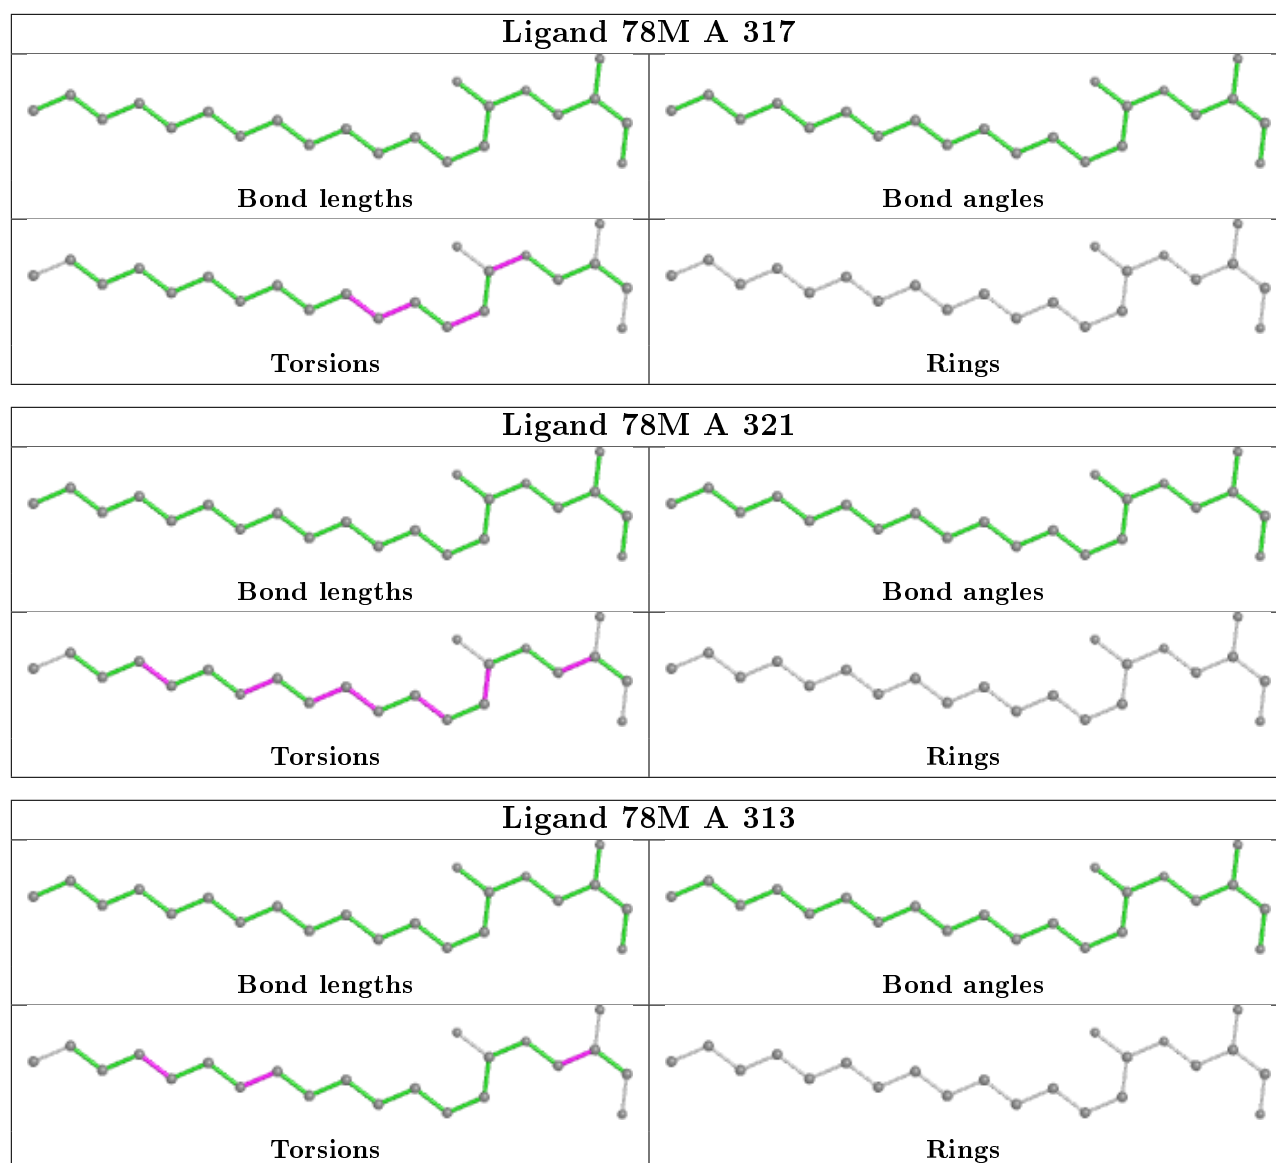 Ligand 78M A 317
Bond lengths
Bond angles
Torsions
Rings
Ligand 78M A 321
Bond lengths
Bond angles
Torsions
Rings
Ligand 78M A 313
Bond lengths
Bond angles
Torsions
Rings